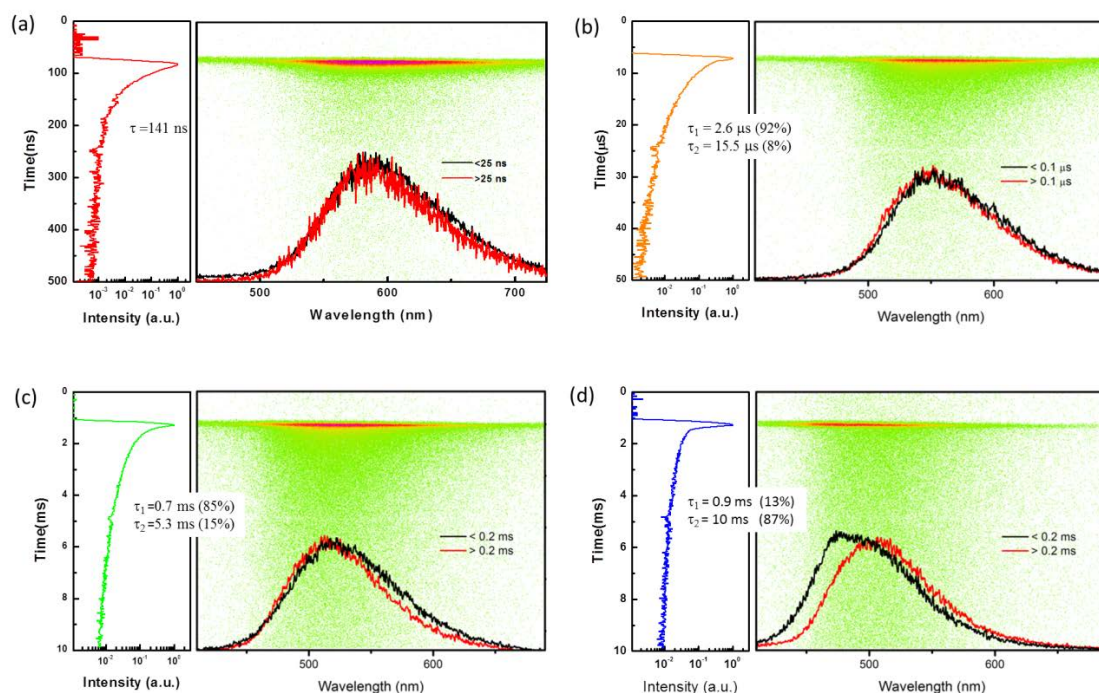 (a)
0
100
200
300
400
500
Time(ns)
10⁻³ 10⁻² 10⁻¹ 10⁰
Intensity (a.u.)
τ =141 ns
<25 ns
>25 ns
500 600 700
Wavelength (nm)
(b)
0
10
20
30
40
50
Time(μs)
10⁻² 10⁻¹ 10⁰
Intensity (a.u.)
τ₁ = 2.6 μs (92%)
τ₂ = 15.5 μs (8%)
< 0.1 μs
> 0.1 μs
500 600
Wavelength (nm)
(c)
0
2
4
6
8
10
Time(ms)
10⁻² 10⁻¹ 10⁰
Intensity (a.u.)
τ₁ =0.7 ms (85%)
τ₂ =5.3 ms (15%)
< 0.2 ms
> 0.2 ms
500 600
Wavelength (nm)
(d)
0
2
4
6
8
10
Time(ms)
10⁻² 10⁻¹ 10⁰
Intensity (a.u.)
τ₁ = 0.9 ms (13%)
τ₂ = 10 ms (87%)
< 0.2 ms
> 0.2 ms
500 600
Wavelength (nm)